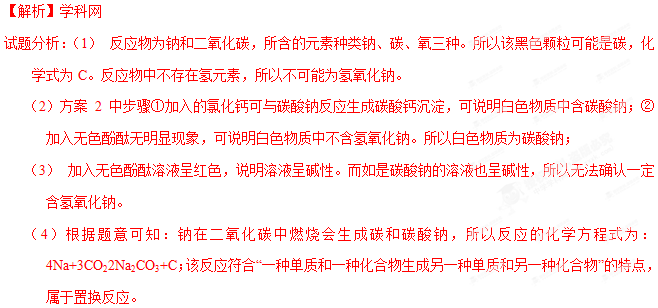 【解析】学科网
试题分析：（1） 反应物为钠和二氧化碳，所含的元素种类钠、碳、氧三种。所以该黑色颗粒可能是碳，化
学式为 C。反应物中不存在氢元素，所以不可能为氢氧化钠。
（2）方案 2 中步骤①加入的氯化钙可与碳酸钠反应生成碳酸钙沉淀，可说明白色物质中含碳酸钠；②
加入无色酚酞无明显现象，可说明白色物质中不含氢氧化钠。所以白色物质为碳酸钠；
（3） 加入无色酚酞溶液呈红色，说明溶液呈碱性。而如是碳酸钠的溶液也呈碱性，所以无法确认一定
含氢氧化钠。
（4）根据题意可知：钠在二氧化碳中燃烧会生成碳和碳酸钠，所以反应的化学方程式为：
4Na+3CO₂2Na₂CO₃+C；该反应符合“一种单质和一种化合物生成另一种单质和另一种化合物”的特点，
属于置换反应。